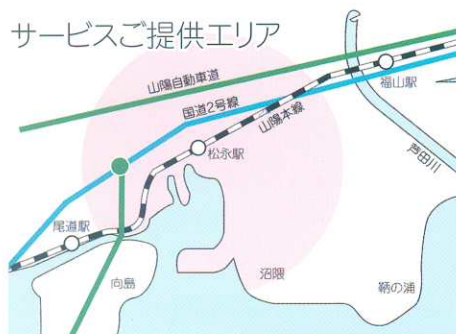 サービスご提供エリア
山陽自動車道
福山駅
国道2号線
山陽本線
松永駅
芦田川
尾道駅
向島
沼隈
鞆の浦